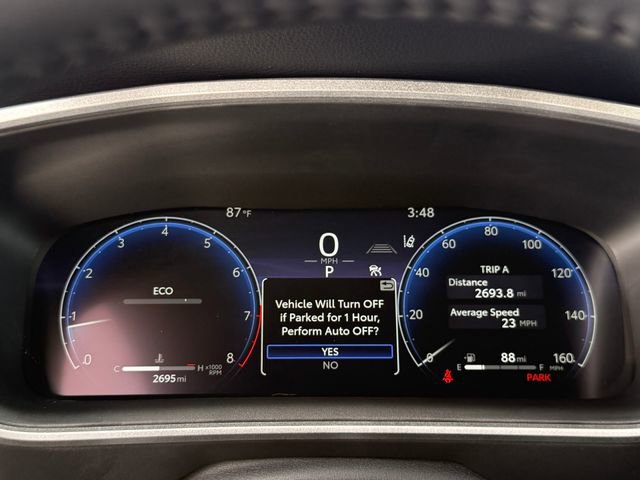 87°F
3:48
0
MPH
P
0
1
2
3
4
5
6
7
8
ECO
C H x1000
RPM
2695 mi
Vehicle Will Turn OFF
if Parked for 1 Hour,
Perform Auto OFF?
YES
NO
0
20
40
60
80
100
120
140
160
MPH
TRIP A
Distance
2693.8 mi
Average Speed
23 MPH
88 mi
E F
PARK